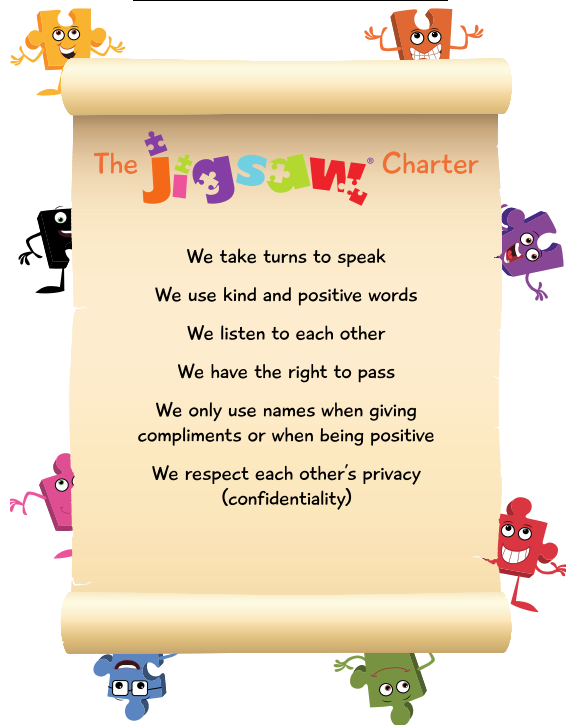 The Jigsaw® Charter
We take turns to speak
We use kind and positive words
We listen to each other
We have the right to pass
We only use names when giving
compliments or when being positive
We respect each other's privacy
(confidentiality)